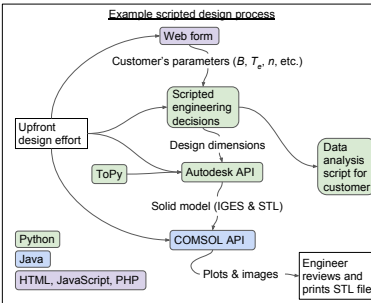 Example scripted design process
Web form
Customer's parameters (B, Te, n, etc.)
Scripted
engineering
decisions
Upfront
design effort
Design dimensions
Data
analysis
script for
customer
ToPy
Autodesk API
Solid model (IGES & STL)
Python
Java
COMSOL API
HTML, JavaScript, PHP
Plots & images
Engineer
reviews and
prints STL file